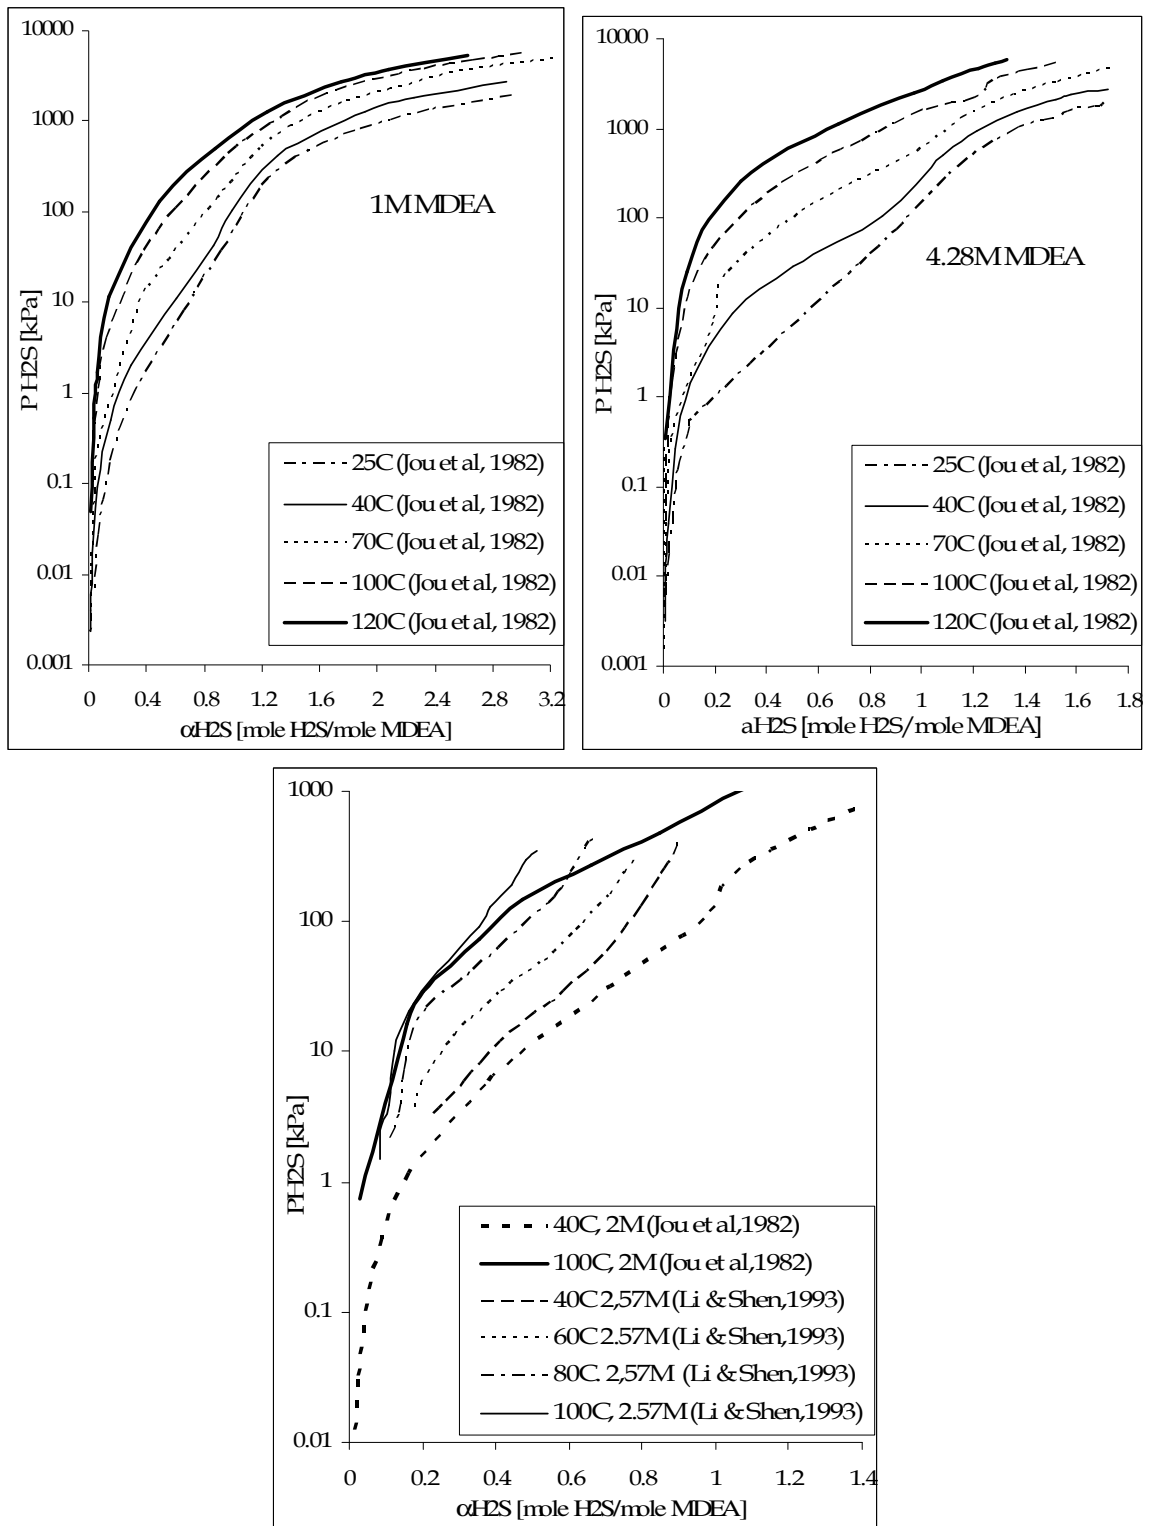 10000
1000
100
10
1
0.1
0.01
0.001
P H2S [kPa]
1M MDEA
25C (Jou et al, 1982)
40C (Jou et al, 1982)
70C (Jou et al, 1982)
100C (Jou et al, 1982)
120C (Jou et al, 1982)
0 0.4 0.8 1.2 1.6 2 2.4 2.8 3.2
αH2S [mole H2S/mole MDEA]
10000
1000
100
10
1
0.1
0.01
0.001
P H2S [kPa]
4.28M MDEA
25C (Jou et al, 1982)
40C (Jou et al, 1982)
70C (Jou et al, 1982)
100C (Jou et al, 1982)
120C (Jou et al, 1982)
0 0.2 0.4 0.6 0.8 1 1.2 1.4 1.6 1.8
aH2S [mole H2S/mole MDEA]
1000
100
10
1
0.1
0.01
PH2S [kPa]
40C, 2M (Jou et al,1982)
100C, 2M (Jou et al,1982)
40C 2,57M (Li & Shen,1993)
60C 2.57M (Li & Shen,1993)
80C. 2,57M (Li & Shen,1993)
100C, 2.57M (Li & Shen,1993)
0 0.2 0.4 0.6 0.8 1 1.2 1.4
αH2S [mole H2S/mole MDEA]